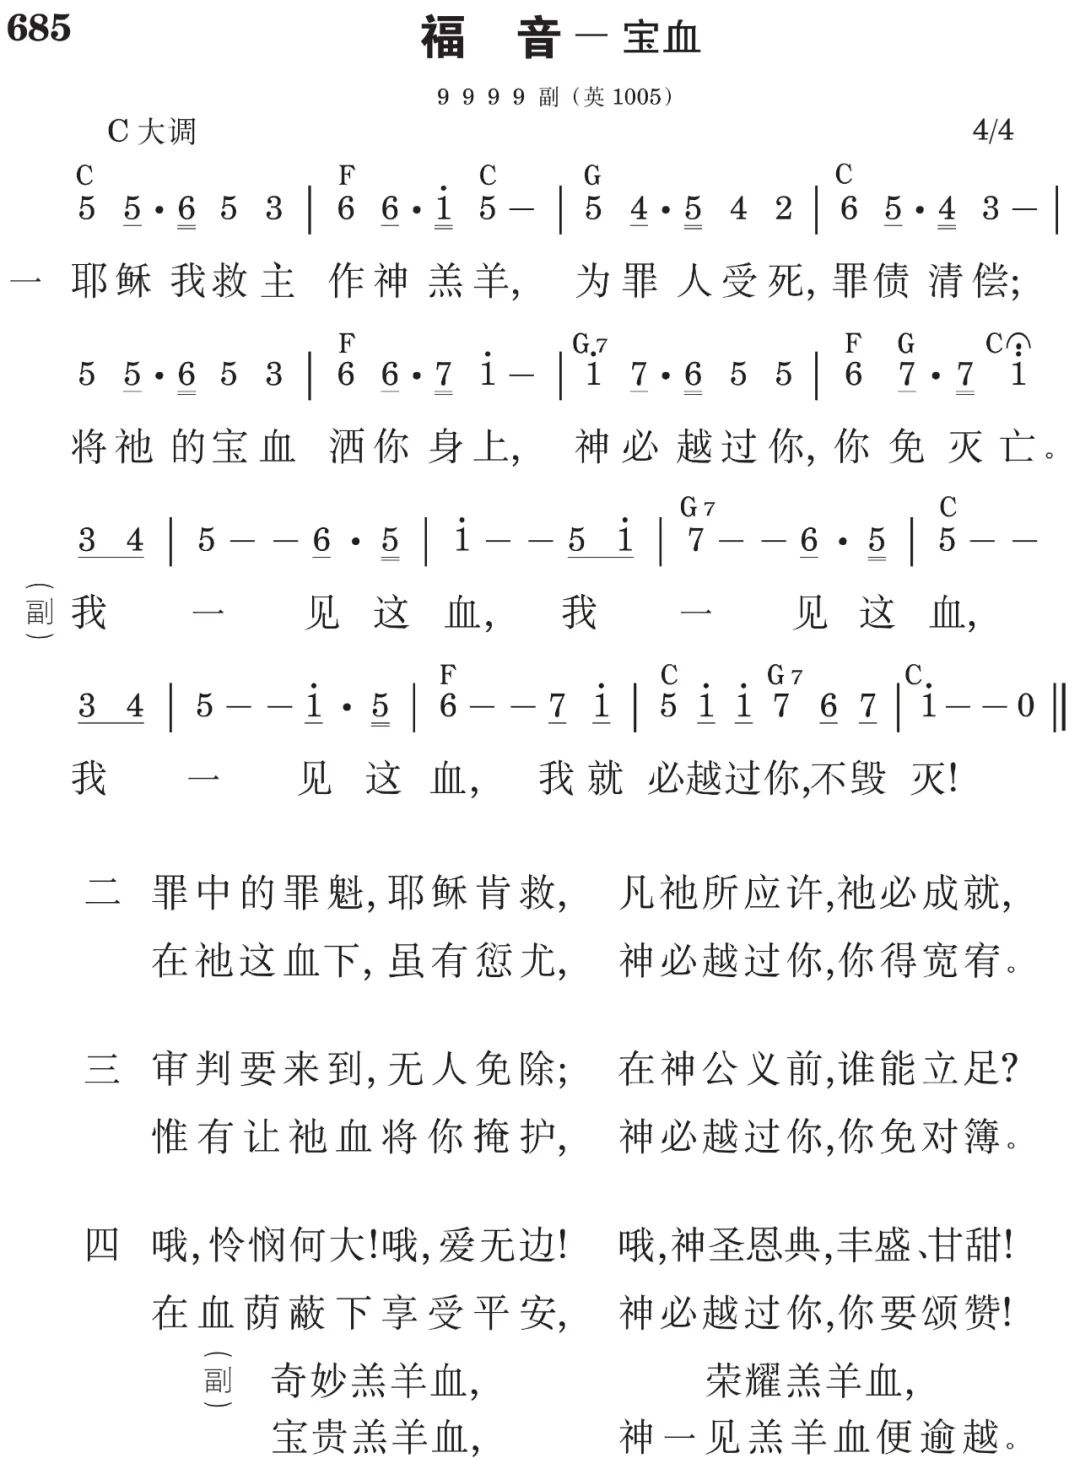 685
福 音 — 宝血
9 9 9 9 副（英1005）
C大调 4/4
C F C G C
5 5·6 5 3 | 6 6·i̇ 5 – | 5 4·5 4 2 | 6 5·4 3 – |
一 耶稣我救主 作神羔羊, 为罪人受死, 罪债清偿;
F G7 F G C
5 5·6 5 3 | 6 6·7 i̇ – | i̇ 7·6 5 5 | 6 7·7 i̇
将祂的宝血 洒你身上, 神必越过你, 你免灭亡。
G7 C
3 4 | 5 – – 6·5 | i̇ – – 5 i̇ | 7 – – 6·5 | 5 – –
（副）我一见这血, 我一见这血,
F C G7 C
3 4 | 5 – – i̇·5 | 6 – – 7 i̇ | 5 i̇ i̇ 7 6 7 | i̇ – – 0 ‖
我一见这血, 我就必越过你,不毁灭!
二 罪中的罪魁, 耶稣肯救, 凡祂所应许,祂必成就,
在祂这血下, 虽有愆尤, 神必越过你,你得宽宥。
三 审判要来到, 无人免除; 在神公义前,谁能立足?
惟有让祂血将你掩护, 神必越过你,你免对簿。
四 哦, 怜悯何大!哦, 爱无边! 哦,神圣恩典,丰盛、甘甜!
在血荫蔽下享受平安, 神必越过你,你要颂赞!
（副）奇妙羔羊血, 荣耀羔羊血,
宝贵羔羊血, 神一见羔羊血便逾越。